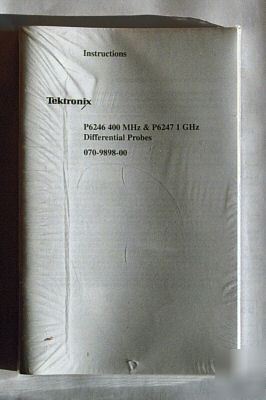 Instructions
Tektronix
P6246 400 MHz & P6247 1 GHz
Differential Probes
070-9898-00